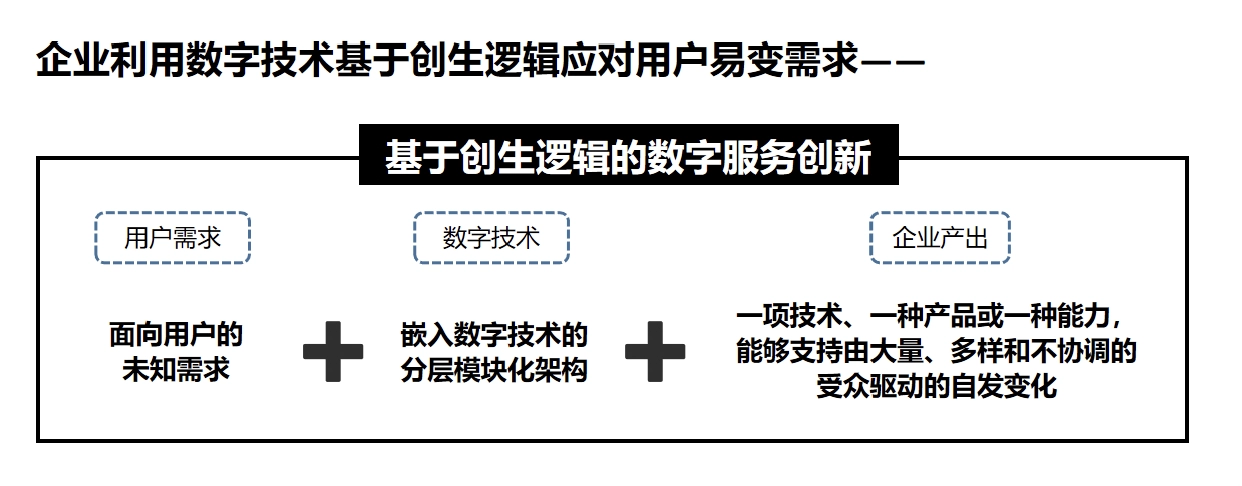 企业利用数字技术基于创生逻辑应对用户易变需求——
基于创生逻辑的数字服务创新
用户需求
数字技术
企业产出
面向用户的
未知需求
嵌入数字技术的
分层模块化架构
一项技术、一种产品或一种能力，
能够支持由大量、多样和不协调的
受众驱动的自发变化